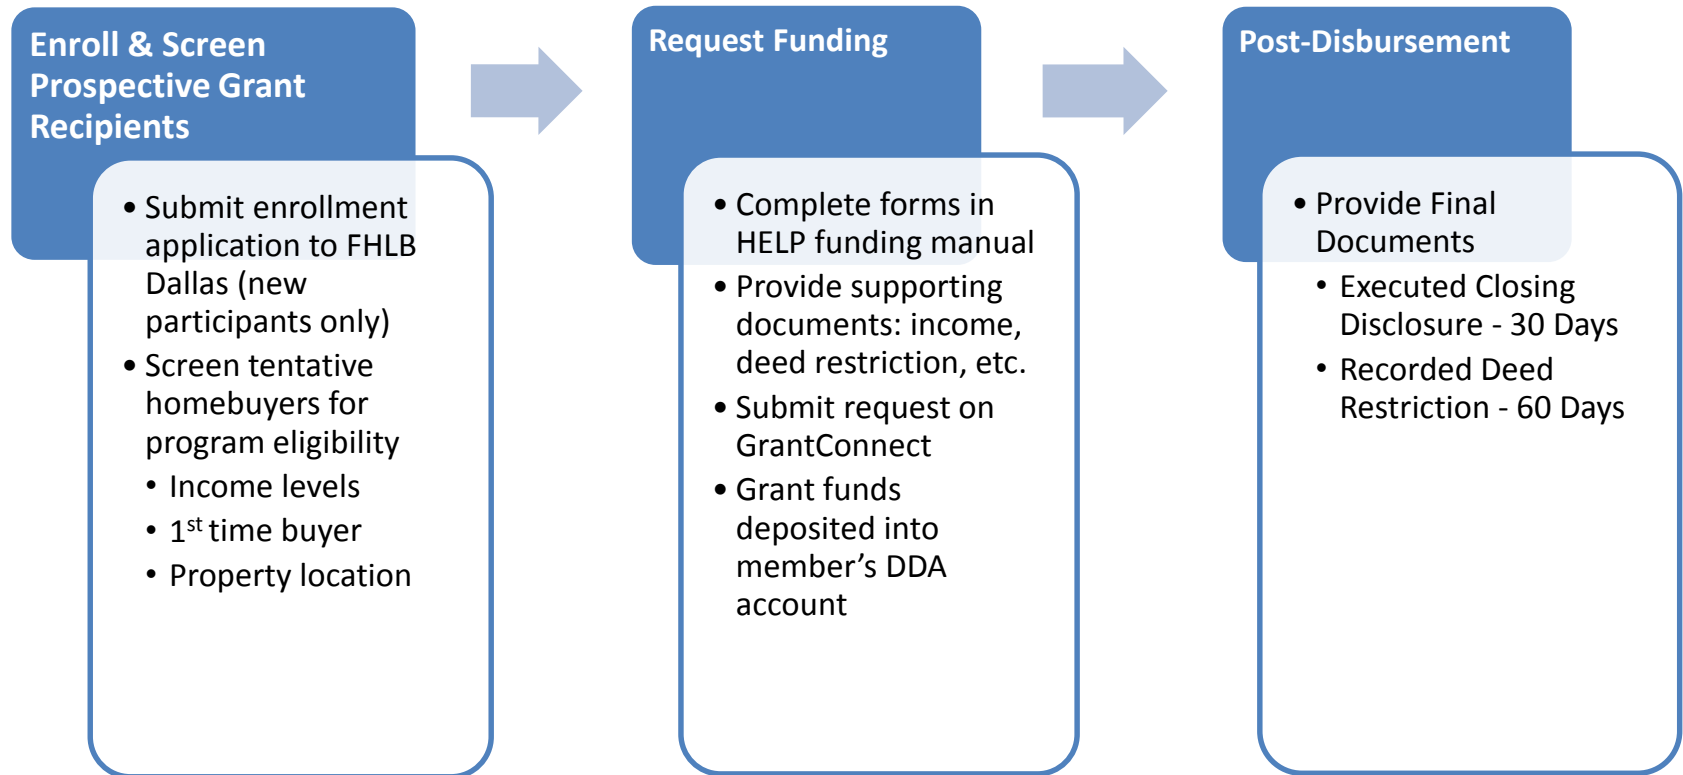 Enroll & Screen
Prospective Grant
Recipients
• Submit enrollment
application to FHLB
Dallas (new
participants only)
• Screen tentative
homebuyers for
program eligibility
• Income levels
• 1st time buyer
• Property location
Request Funding
• Complete forms in
HELP funding manual
• Provide supporting
documents: income,
deed restriction, etc.
• Submit request on
GrantConnect
• Grant funds
deposited into
member’s DDA
account
Post-Disbursement
• Provide Final
Documents
• Executed Closing
Disclosure - 30 Days
• Recorded Deed
Restriction - 60 Days